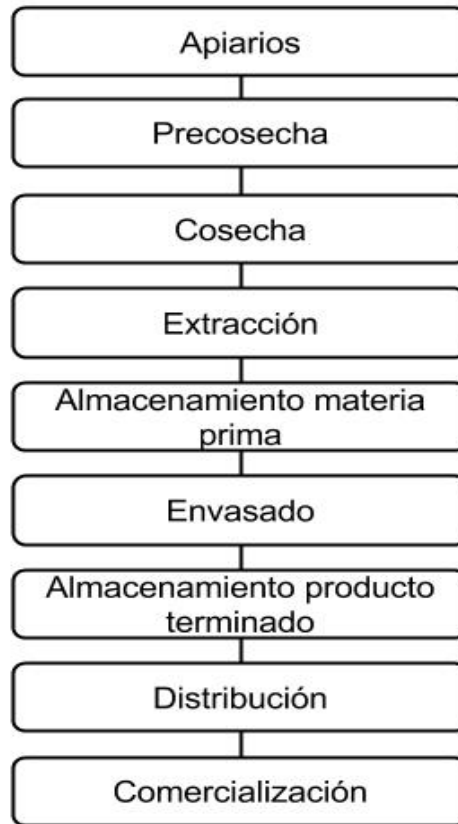 Apiarios
Precosecha
Cosecha
Extracción
Almacenamiento materia
prima
Envasado
Almacenamiento producto
terminado
Distribución
Comercialización